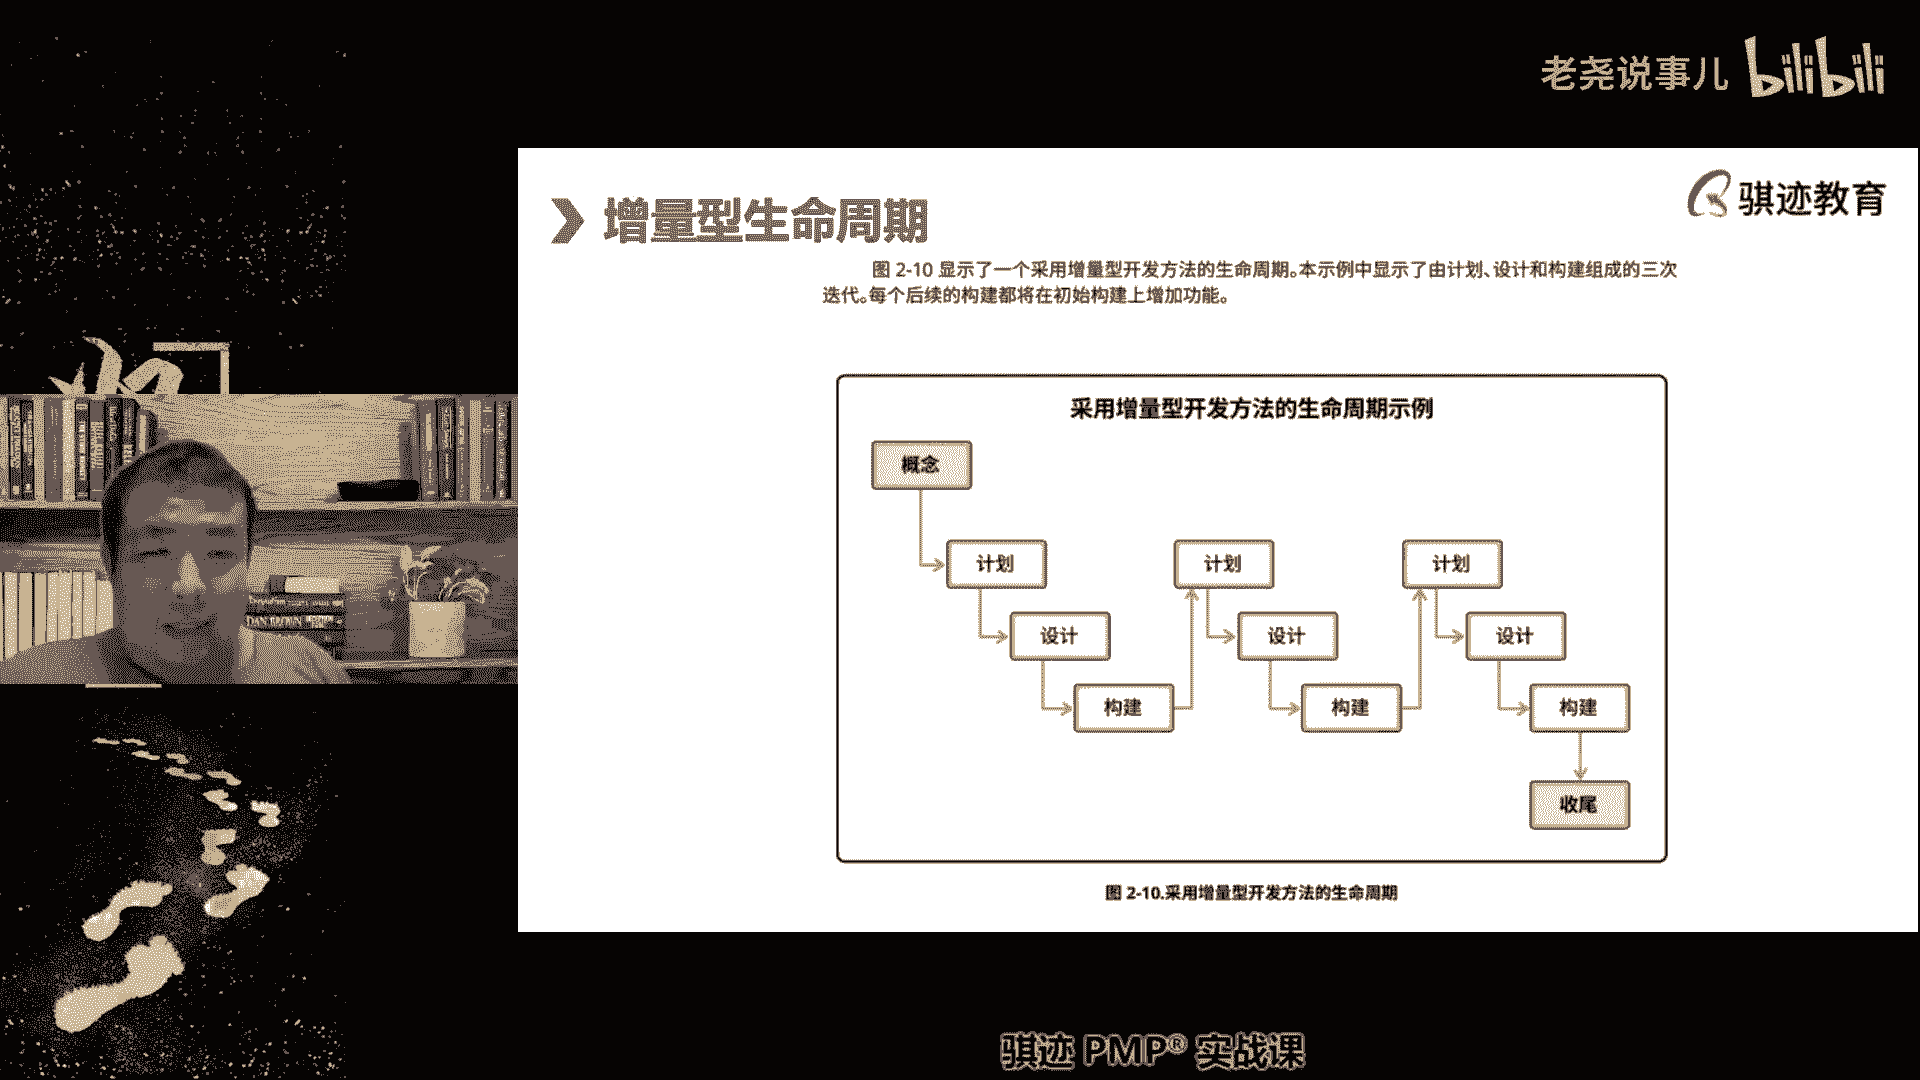 老尧说事儿 bilibili
骐迹教育
增量型生命周期
图 2-10 显示了一个采用增量型开发方法的生命周期。本示例中显示了由计划、设计和构建组成的三次
迭代。每个后续的构建都将在初始构建上增加功能。
采用增量型开发方法的生命周期示例
概念
计划 计划 计划
设计 设计 设计
构建 构建 构建
收尾
图 2-10.采用增量型开发方法的生命周期
DAN BROWN
骐迹 PMP® 实战课